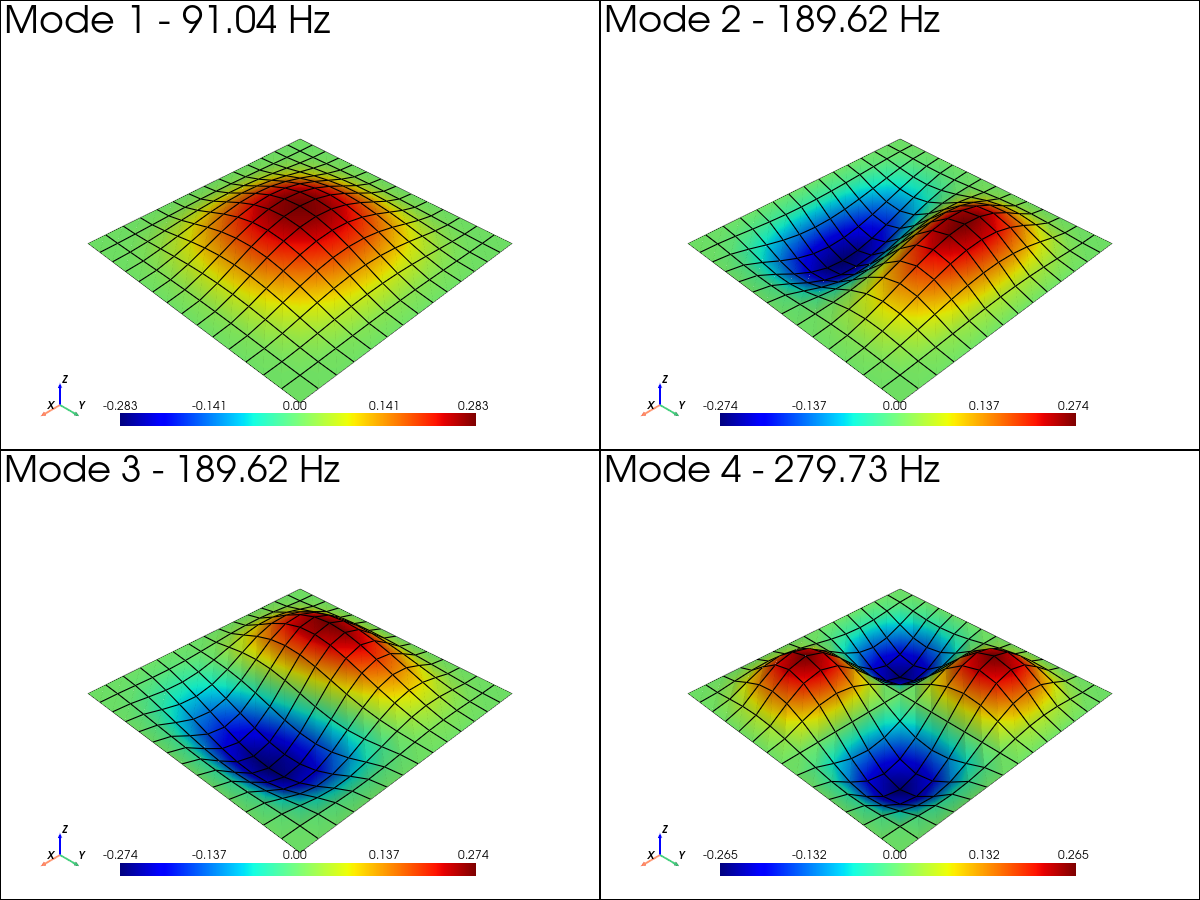 Mode 1 - 91.04 Hz
Z
X Y
-0.283 -0.141 0.00 0.141 0.283
Mode 2 - 189.62 Hz
Z
X Y
-0.274 -0.137 0.00 0.137 0.274
Mode 3 - 189.62 Hz
Z
X Y
-0.274 -0.137 0.00 0.137 0.274
Mode 4 - 279.73 Hz
Z
X Y
-0.265 -0.132 0.00 0.132 0.265